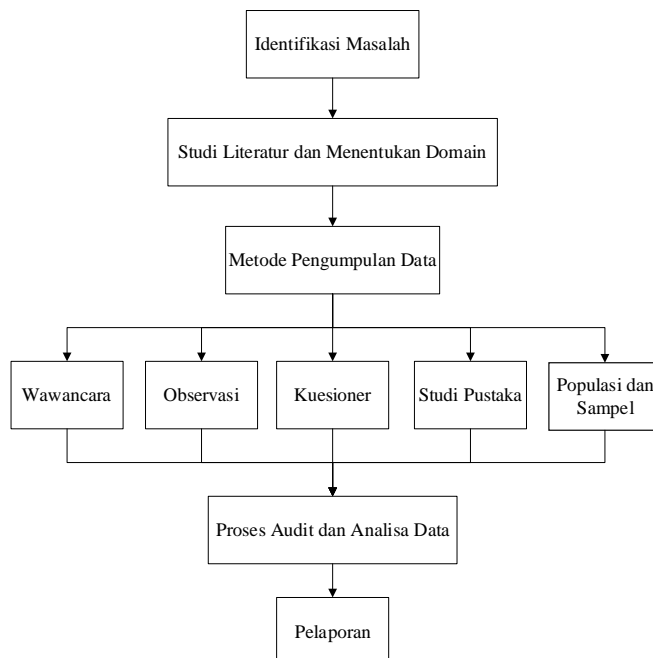 Identifikasi Masalah
Studi Literatur dan Menentukan Domain
Metode Pengumpulan Data
Wawancara
Observasi
Kuesioner
Studi Pustaka
Populasi dan
Sampel
Proses Audit dan Analisa Data
Pelaporan